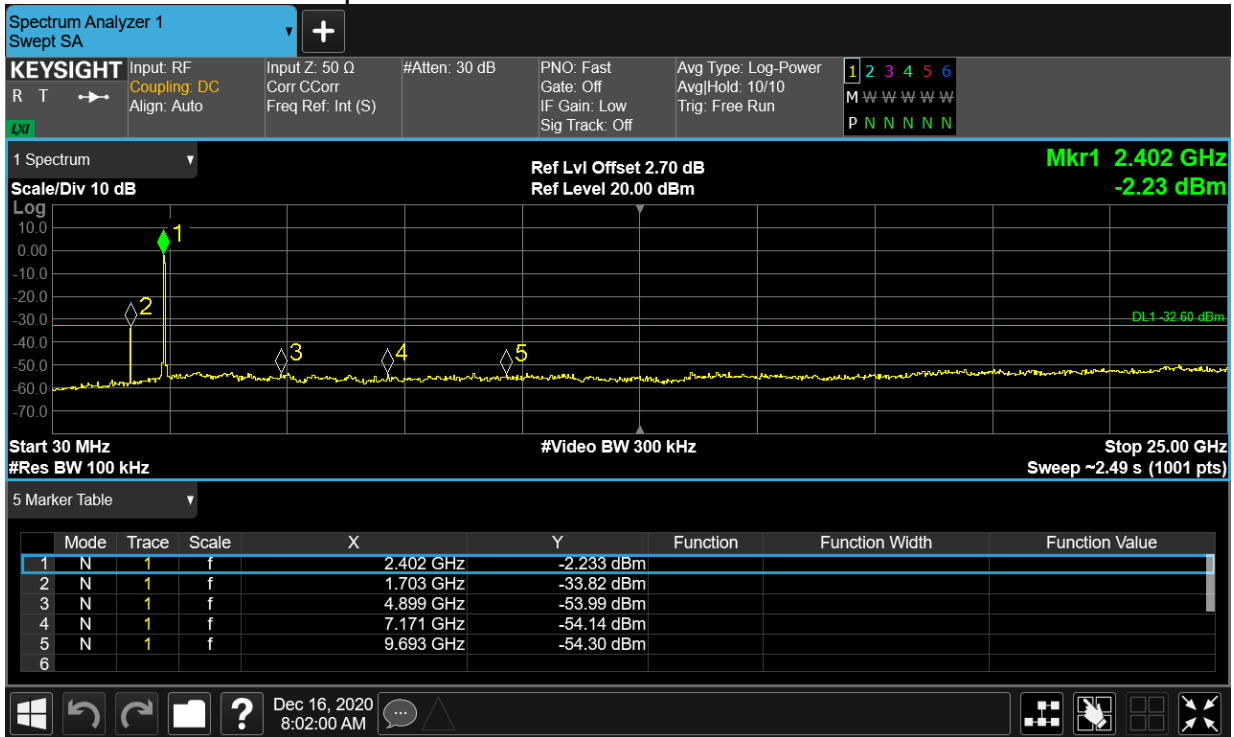 Spectrum Analyzer 1
Swept SA
+
KEYSIGHT
R T
LXI
Input: RF
Coupling: DC
Align: Auto
Input Z: 50 Ω
Corr CCorr
Freq Ref: Int (S)
#Atten: 30 dB
PNO: Fast
Gate: Off
IF Gain: Low
Sig Track: Off
Avg Type: Log-Power
Avg|Hold: 10/10
Trig: Free Run
1 2 3 4 5 6
M W W W W W
P N N N N N
1 Spectrum
Scale/Div 10 dB
Ref Lvl Offset 2.70 dB
Ref Level 20.00 dBm
Mkr1 2.402 GHz
-2.23 dBm
Log
10.0
0.00
-10.0
-20.0
-30.0
-40.0
-50.0
-60.0
-70.0
1
2
3
4
5
DL1 -32.60 dBm
Start 30 MHz
#Res BW 100 kHz
#Video BW 300 kHz
Stop 25.00 GHz
Sweep ~2.49 s (1001 pts)
5 Marker Table
Mode Trace Scale X Y Function Function Width Function Value
1 N 1 f 2.402 GHz -2.233 dBm
2 N 1 f 1.703 GHz -33.82 dBm
3 N 1 f 4.899 GHz -53.99 dBm
4 N 1 f 7.171 GHz -54.14 dBm
5 N 1 f 9.693 GHz -54.30 dBm
6
?
Dec 16, 2020
8:02:00 AM